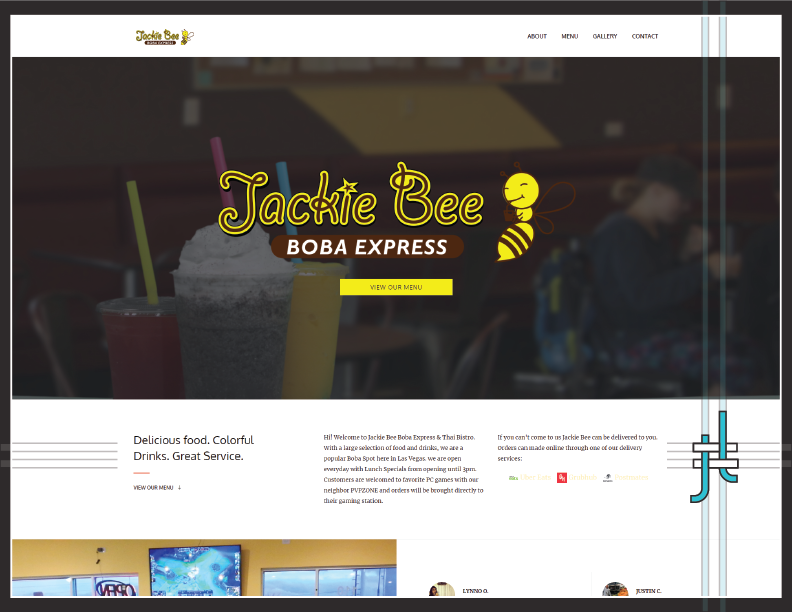 Jackie Bee
BOBA EXPRESS
ABOUT MENU GALLERY CONTACT
Jackie Bee
BOBA EXPRESS
VIEW OUR MENU
Delicious food. Colorful
Drinks. Great Service.
VIEW OUR MENU ↓
Hi! Welcome to Jackie Bee Boba Express & Thai Bistro.
With a large selection of food and drinks, we are a
popular Boba Spot here in Las Vegas. we are open
everyday with Lunch Specials from opening until 3pm.
Customers are welcomed to favorite PC games with our
neighbor PVPZONE and orders will be brought directly to
their gaming station.
If you can't come to us Jackie Bee can be delivered to you.
Orders can made online through one of our delivery
services:
LYNNO O.
JUSTIN C.